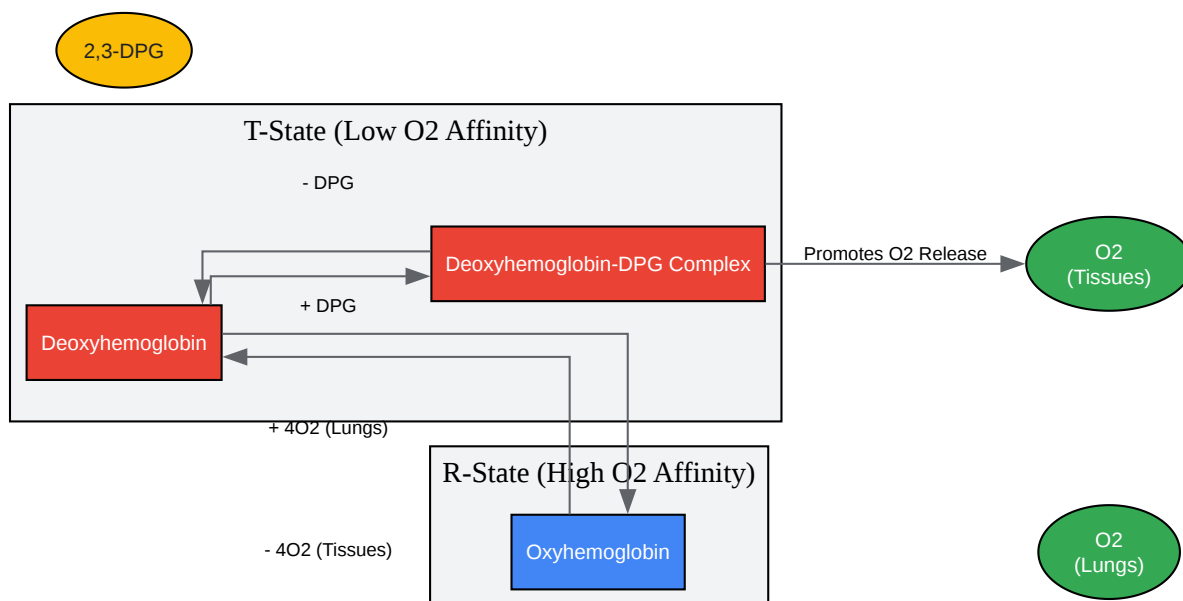 2,3-DPG
T-State (Low O2 Affinity)
- DPG
Deoxyhemoglobin-DPG Complex
Promotes O2 Release
O2
(Tissues)
+ DPG
Deoxyhemoglobin
+ 4O2 (Lungs)
R-State (High O2 Affinity)
- 4O2 (Tissues)
Oxyhemoglobin
O2
(Lungs)